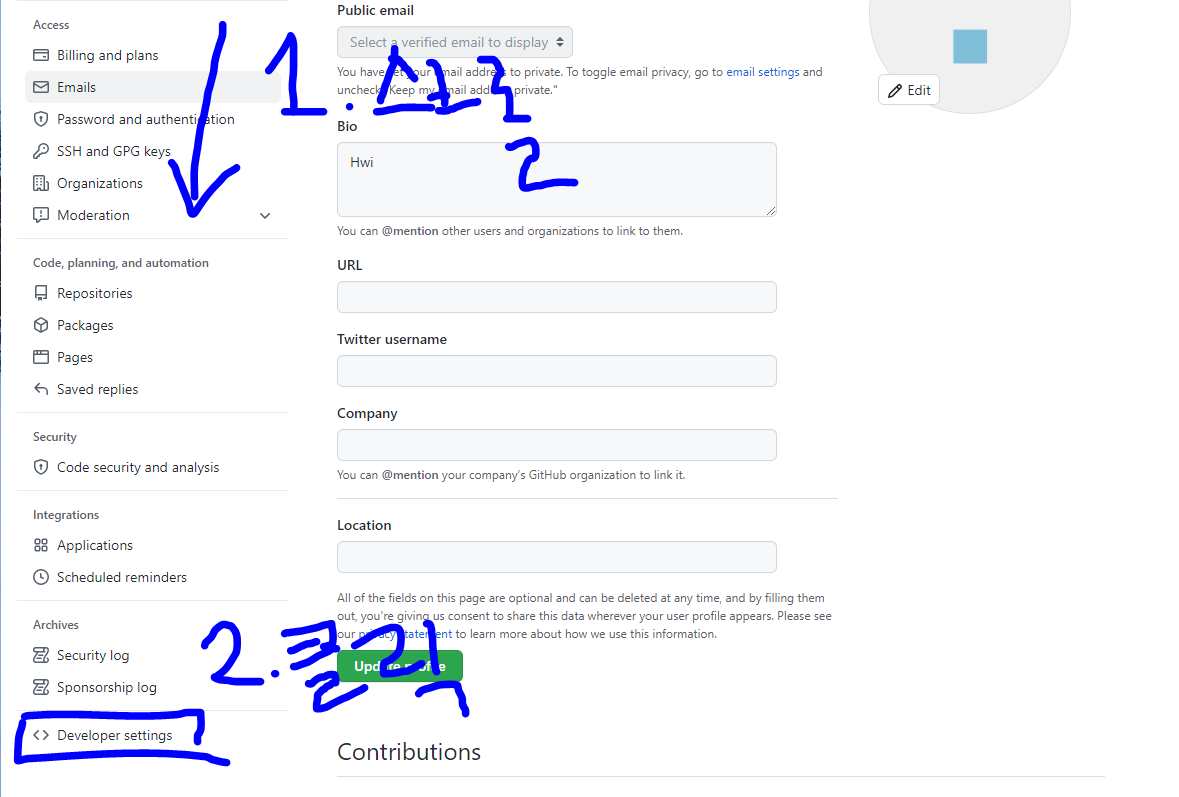 Access
Billing and plans
Emails
Password and authentication
SSH and GPG keys
Organizations
Moderation
Code, planning, and automation
Repositories
Packages
Pages
Saved replies
Security
Code security and analysis
Integrations
Applications
Scheduled reminders
Archives
Security log
Sponsorship log
Developer settings
1.
2. 클릭
Public email
Select a verified email to display
You have set your email address to private. To toggle email privacy, go to email settings and
uncheck "Keep my email address private."
Bio
Hwi
You can @mention other users and organizations to link to them.
URL
Twitter username
Company
You can @mention your company's GitHub organization to link it.
Location
All of the fields on this page are optional and can be deleted at any time, and by filling them
out, you're giving us consent to share this data wherever your user profile appears. Please see
our privacy statement to learn more about how we use this information.
Update profile
Contributions
Edit